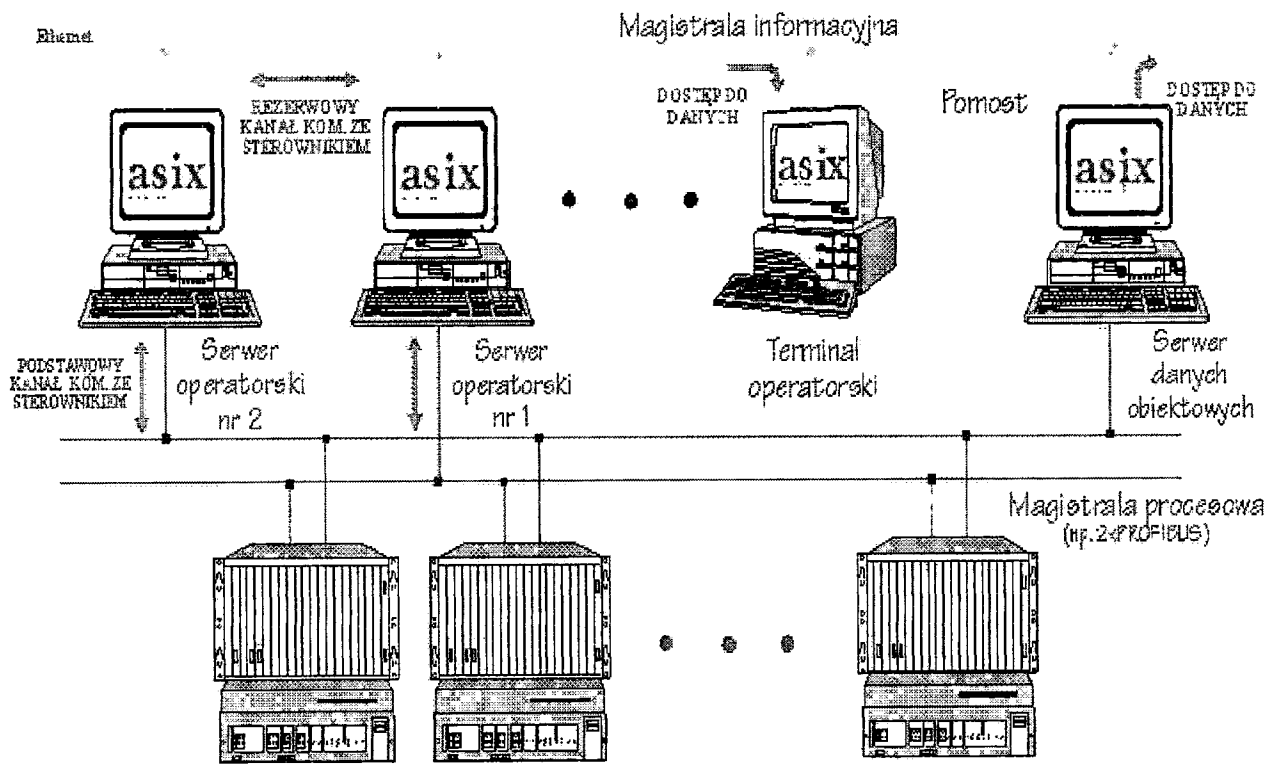 Ethernet
Magistrala informacyjna
REZERWOWY
KANAŁ KOM. ZE
STEROWNIKIEM
DOSTĘP DO
DANYCH
Pomost
DOSTĘP DO
DANYCH
asix
asix
asix
asix
PODSTAWOWY
KANAŁ KOM. ZE
STEROWNIKIEM
Serwer
operatorski
nr 2
Serwer
operatorski
nr 1
Terminal
operatorski
Serwer
danych
obiektowych
Magistrala procesowa
(np. 2xPROFIBUS)